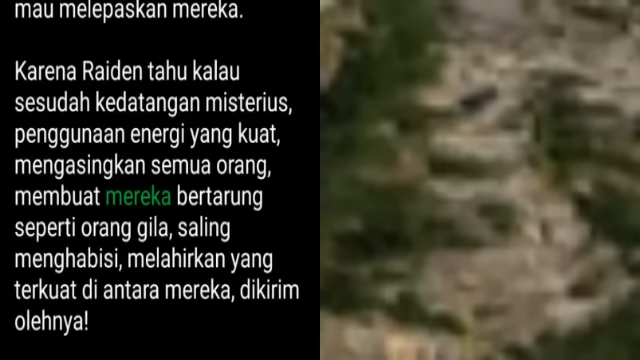 mau melepaskan mereka.
Karena Raiden tahu kalau
sesudah kedatangan misterius,
penggunaan energi yang kuat,
mengasingkan semua orang,
membuat mereka bertarung
seperti orang gila, saling
menghabisi, melahirkan yang
terkuat di antara mereka, dikirim
olehnya!